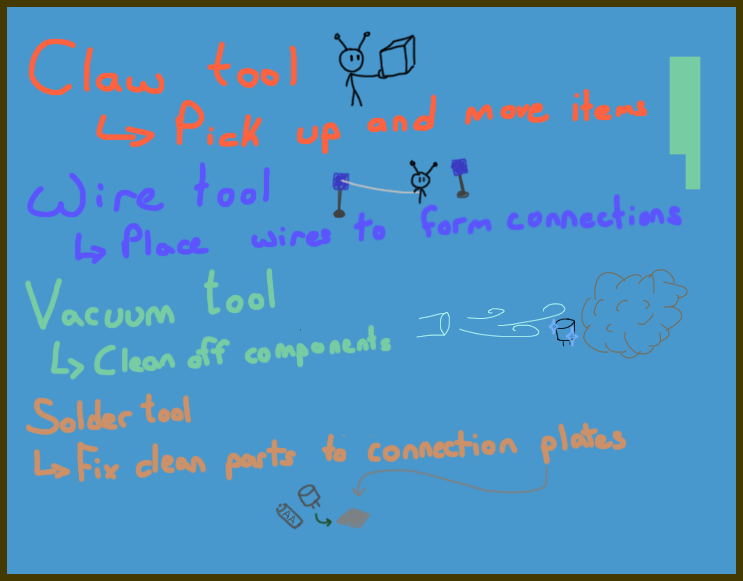 Claw tool
Pick up and move items
Wire tool
Place wires to form connections
Vacuum tool
Clean off components
Solder tool
Fix clean parts to connection plates
AA